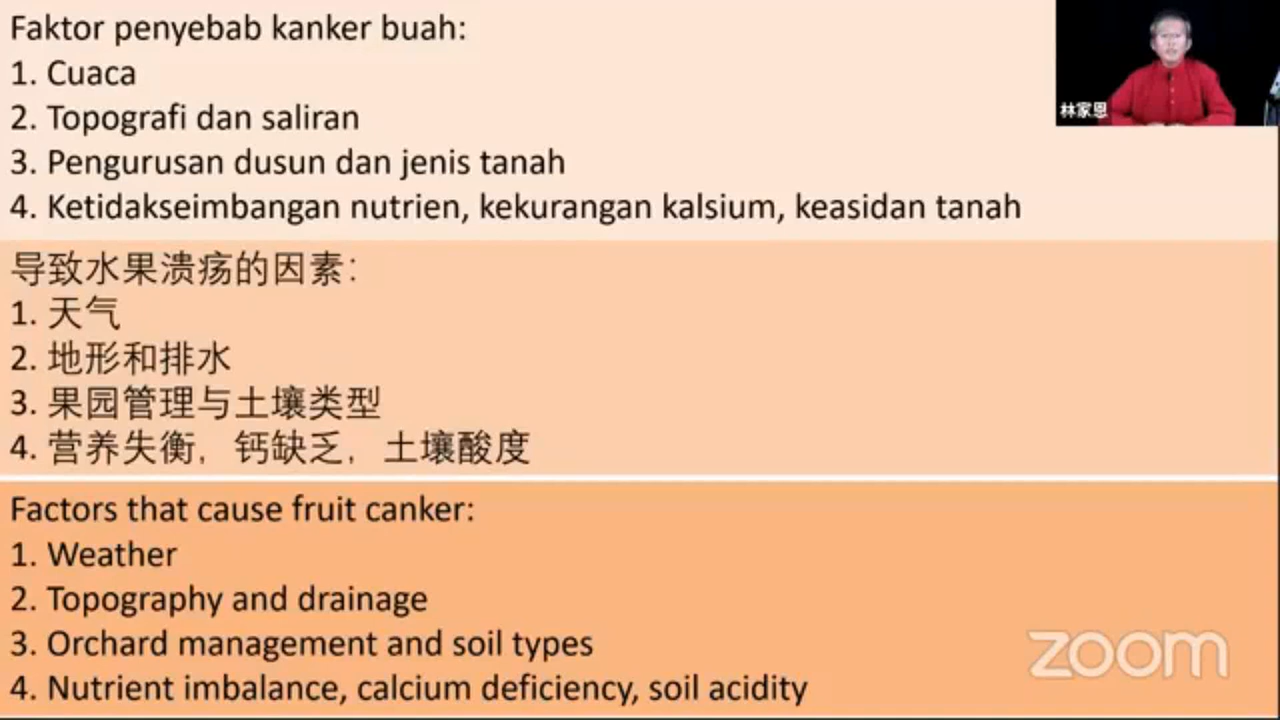 Faktor penyebab kanker buah:
1. Cuaca
2. Topografi dan saliran
3. Pengurusan dusun dan jenis tanah
4. Ketidakseimbangan nutrien, kekurangan kalsium, keasidan tanah
林家恩
导致水果溃疡的因素：
1. 天气
2. 地形和排水
3. 果园管理与土壤类型
4. 营养失衡，钙缺乏，土壤酸度
Factors that cause fruit canker:
1. Weather
2. Topography and drainage
3. Orchard management and soil types
4. Nutrient imbalance, calcium deficiency, soil acidity
zoom